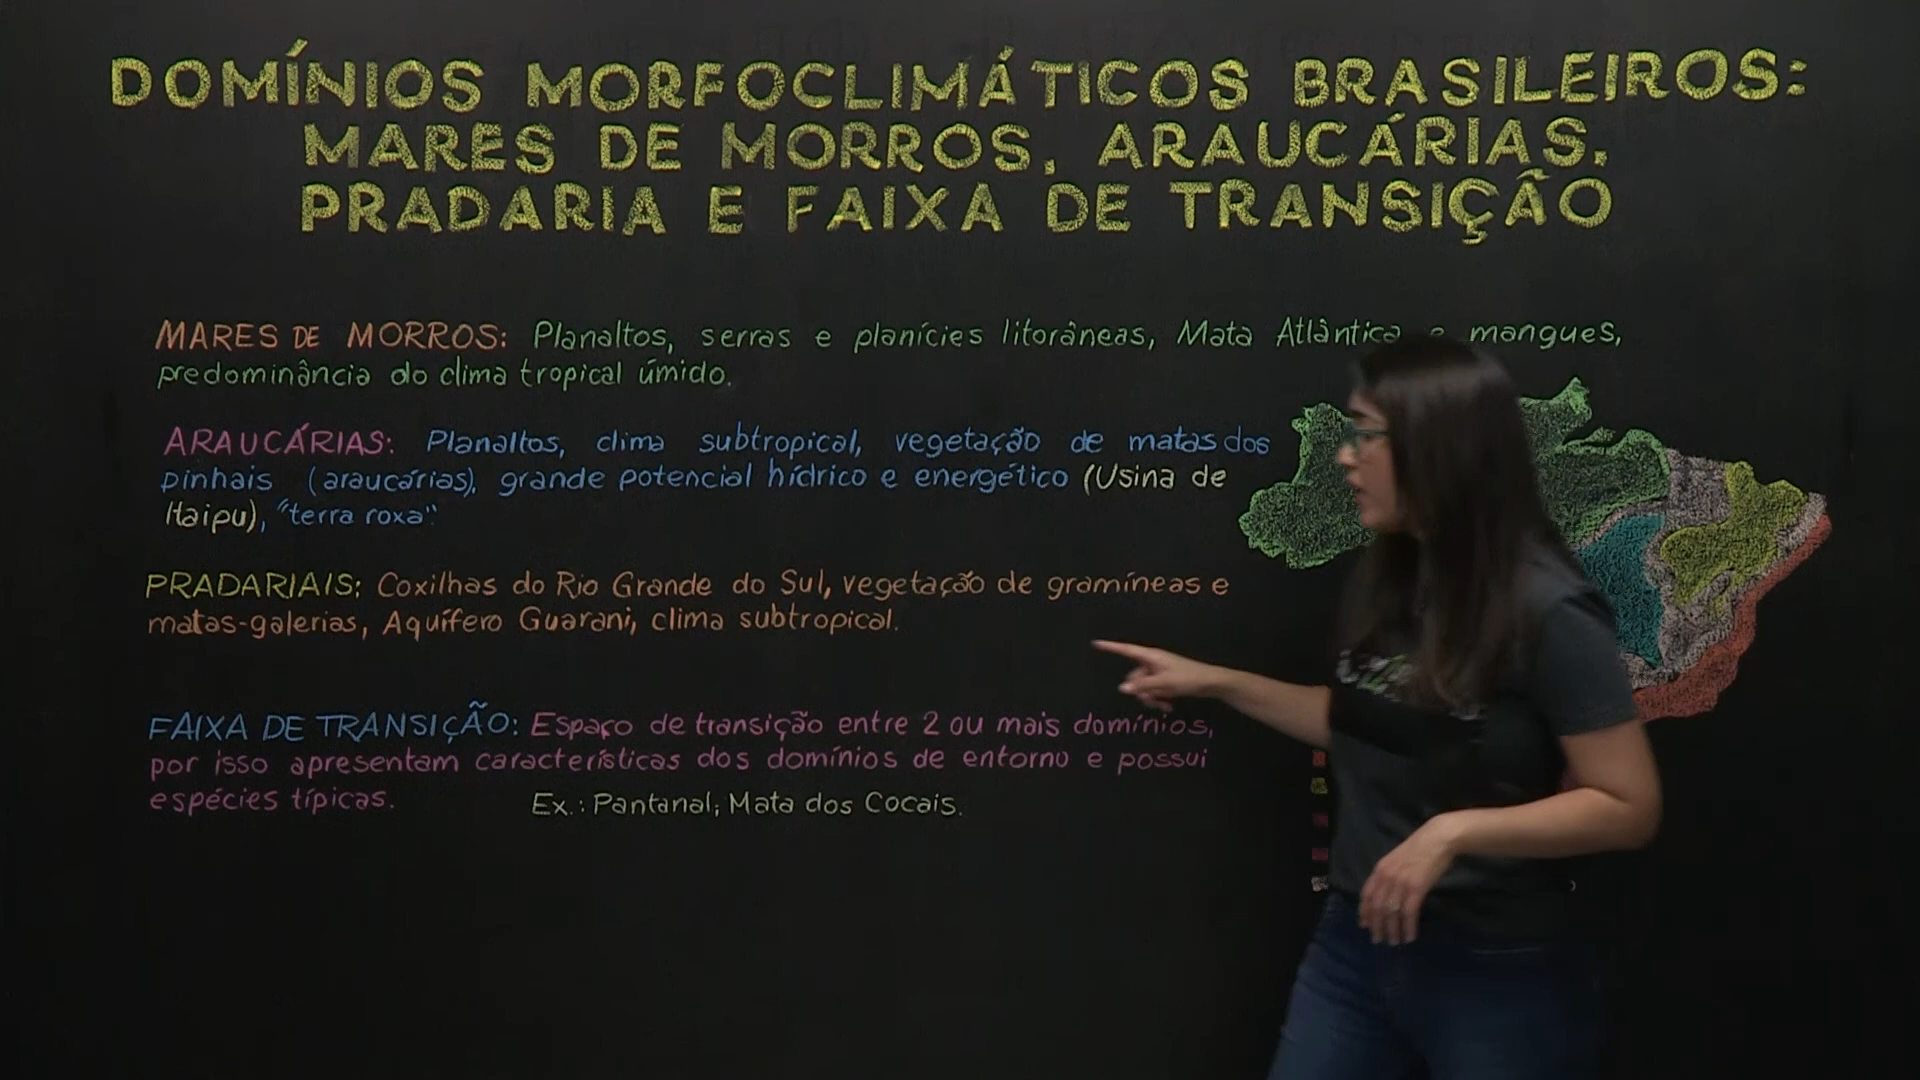 DOMÍNIOS MORFOCLIMÁTICOS BRASILEIROS:
MARES DE MORROS, ARAUCÁRIAS,
PRADARIA E FAIXA DE TRANSIÇÃO
MARES DE MORROS: Planaltos, serras e planícies litorâneas, Mata Atlântica e mangues,
predominância do clima tropical úmido.
ARAUCÁRIAS: Planaltos, clima subtropical, vegetação de matas dos
pinhais (araucárias), grande potencial hídrico e energético (Usina de
Itaipu), "terra roxa".
PRADARIAIS: Coxilhas do Rio Grande do Sul, vegetação de gramíneas e
matas-galerias, Aquífero Guarani, clima subtropical.
FAIXA DE TRANSIÇÃO: Espaço de transição entre 2 ou mais domínios,
por isso apresentam características dos domínios de entorno e possui
espécies típicas. Ex.: Pantanal; Mata dos Cocais.